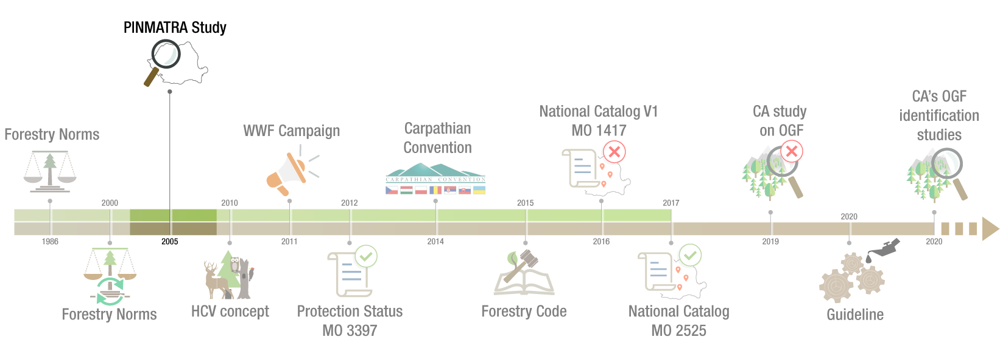 PINMATRA Study
Forestry Norms
WWF Campaign
Carpathian
Convention
CARPATHIAN CONVENTION
National Catalog V1
MO 1417
CA study
on OGF
CA's OGF
identification
studies
2000
2010
2012
2015
2017
2020
1986
2005
2011
2014
2016
2019
2020
Forestry Norms
HCV concept
Protection Status
MO 3397
Forestry Code
National Catalog
MO 2525
Guideline